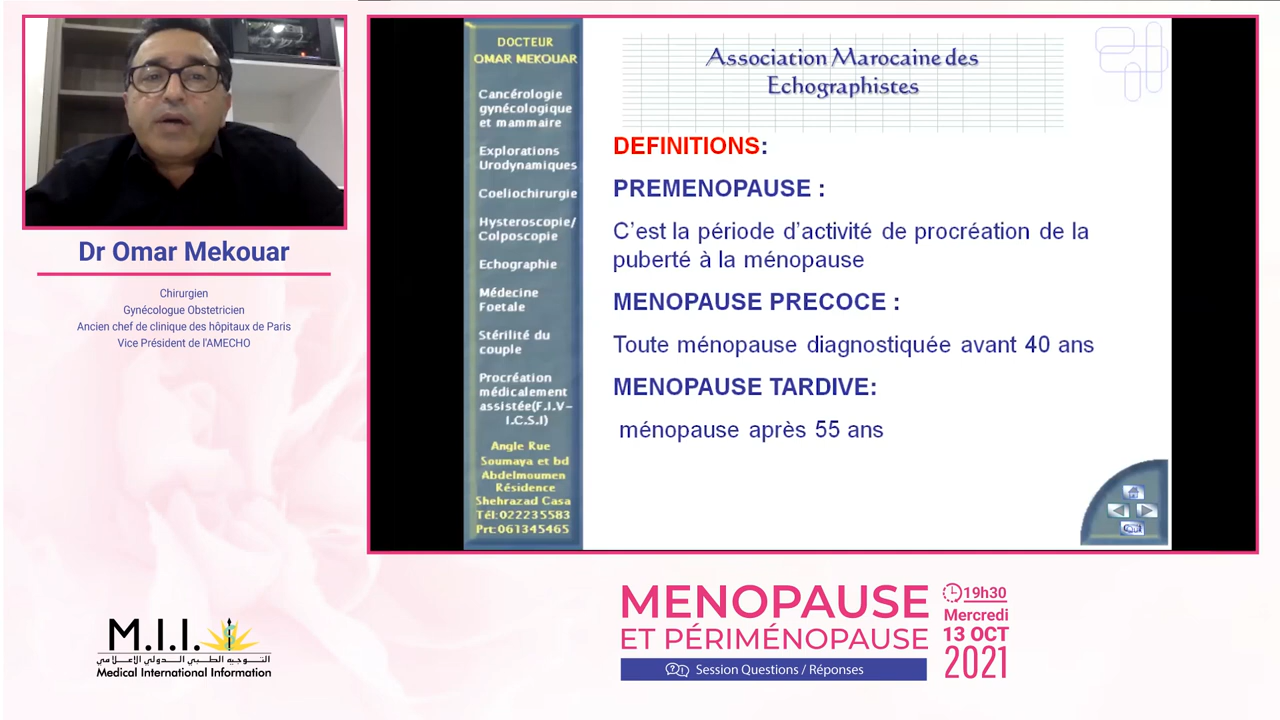 Dr Omar Mekouar
Chirurgien
Gynécologue Obstetricien
Ancien chef de clinique des hôpitaux de Paris
Vice Président de l'AMECHO
DOCTEUR
OMAR MEKOUAR
Cancérologie
gynécologique
et mammaire
Explorations
Urodynamiques
Coeliochirurgie
Hysteroscopie/
Colposcopie
Echographie
Médecine
Foetale
Stérilité du
couple
Procréation
médicalement
assistée(F.I.V-
I.C.S.I)
Angle Rue
Soumaya et bd
Abdelmoumen
Résidence
Shehrazad Casa
Tél:022235583
Prt:061345465
Association Marocaine des
Echographistes
DEFINITIONS:
PREMENOPAUSE :
C'est la période d'activité de procréation de la
puberté à la ménopause
MENOPAUSE PRECOCE :
Toute ménopause diagnostiquée avant 40 ans
MENOPAUSE TARDIVE:
ménopause après 55 ans
M.I.I.
التوجيه الطبي الدولي الإعلامي
Medical International Information
MENOPAUSE
ET PÉRIMÉNOPAUSE
Session Questions / Réponses
19h30
Mercredi
13 OCT
2021